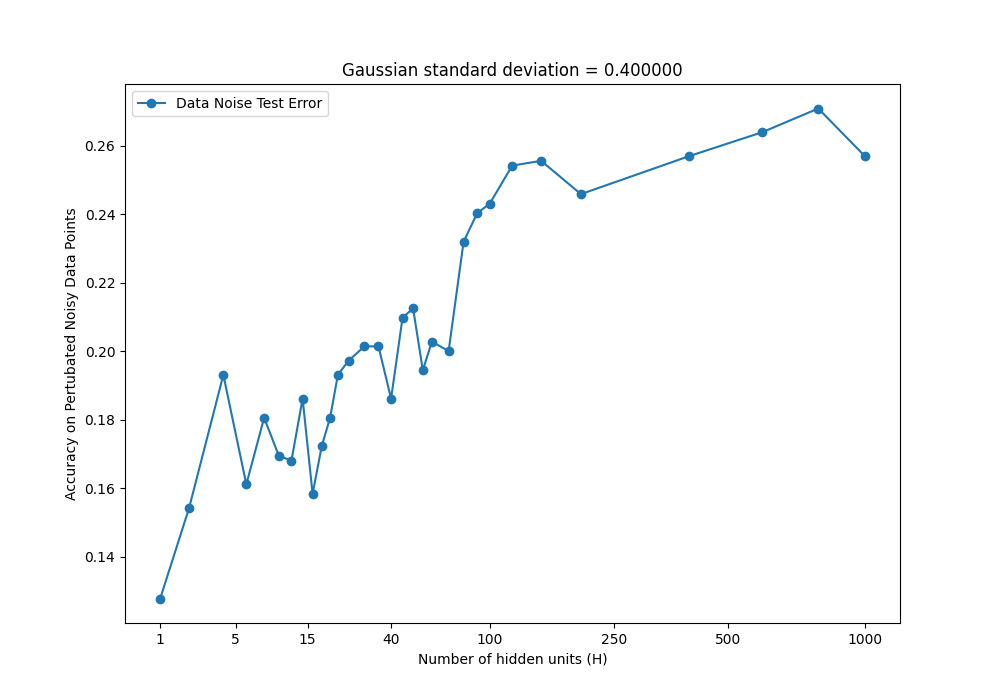 Gaussian standard deviation = 0.400000
Data Noise Test Error
Accuracy on Pertubated Noisy Data Points
0.26
0.24
0.22
0.20
0.18
0.16
0.14
1 5 15 40 100 250 500 1000
Number of hidden units (H)